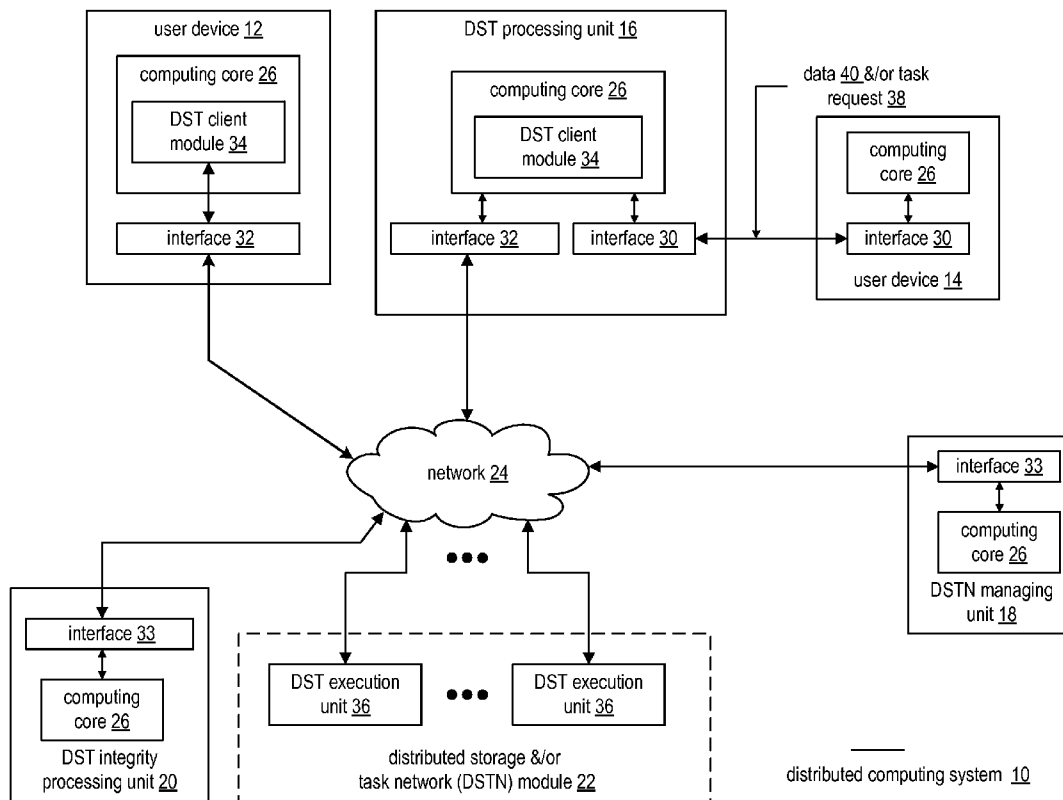 user device 12
computing core 26
DST client
module 34
interface 32
DST processing unit 16
computing core 26
DST client
module 34
interface 32
interface 30
data 40 &/or task
request 38
computing
core 26
interface 30
user device 14
network 24
interface 33
computing
core 26
DSTN managing
unit 18
interface 33
computing
core 26
DST integrity
processing unit 20
DST execution
unit 36
DST execution
unit 36
distributed storage &/or
task network (DSTN) module 22
distributed computing system 10